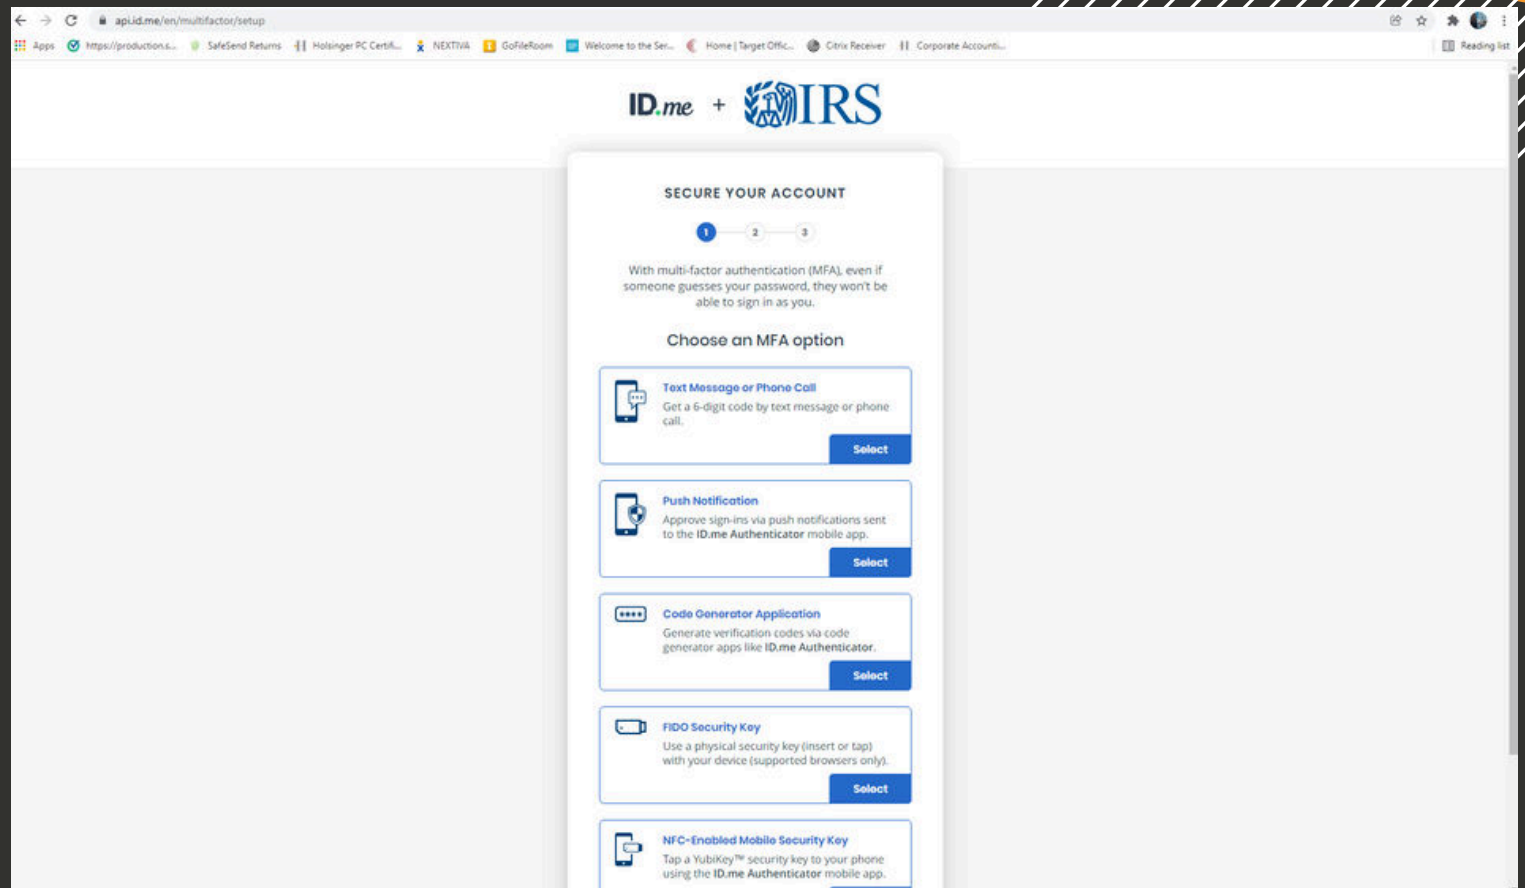 api.id.me/en/multifactor/setup
Apps https://production.s... SafeSend Returns Holsinger PC Certifi... NEXTIVA GoFileRoom Welcome to the Ser... Home | Target Offic... Citrix Receiver Corporate Accounti... Reading list
ID.me + IRS
SECURE YOUR ACCOUNT
1 2 3
With multi-factor authentication (MFA), even if
someone guesses your password, they won't be
able to sign in as you.
Choose an MFA option
Text Message or Phone Call
Get a 6-digit code by text message or phone
call.
Select
Push Notification
Approve sign-ins via push notifications sent
to the ID.me Authenticator mobile app.
Select
Code Generator Application
Generate verification codes via code
generator apps like ID.me Authenticator.
Select
FIDO Security Key
Use a physical security key (insert or tap)
with your device (supported browsers only).
Select
NFC-Enabled Mobile Security Key
Tap a YubiKey™ security key to your phone
using the ID.me Authenticator mobile app.